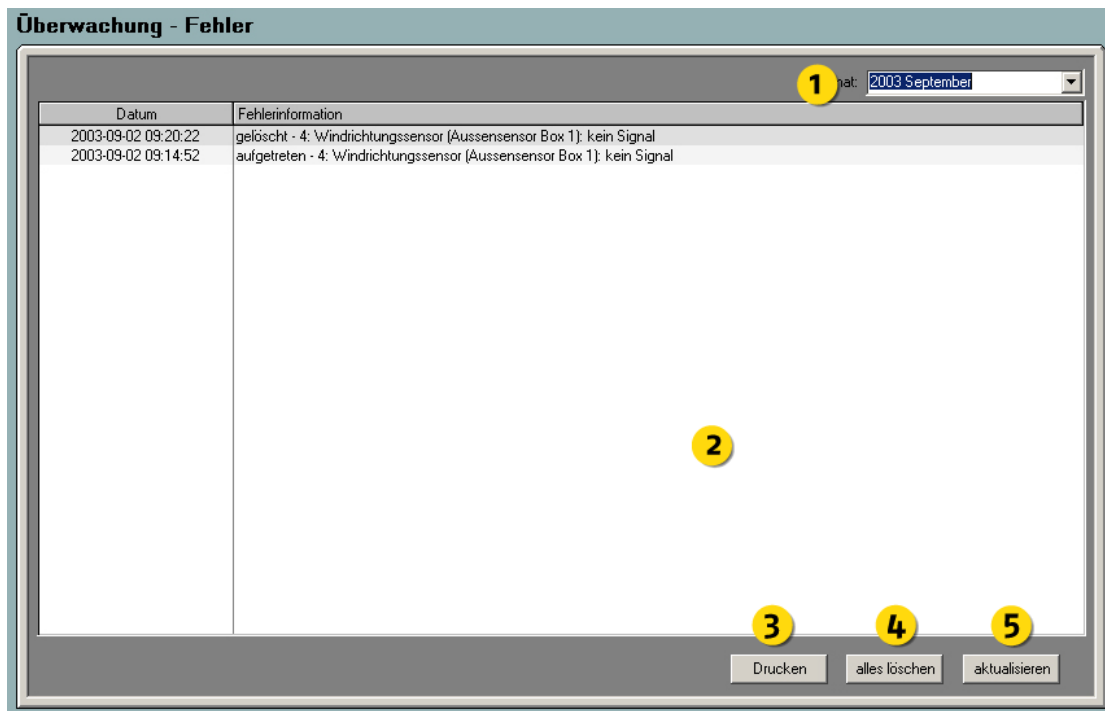 Überwachung - Fehler
1 nat: 2003 September
Datum Fehlerinformation
2003-09-02 09:20:22 gelöscht - 4: Windrichtungssensor (Aussensensor Box 1): kein Signal
2003-09-02 09:14:52 aufgetreten - 4: Windrichtungssensor (Aussensensor Box 1): kein Signal
2
3 4 5
Drucken alles löschen aktualisieren